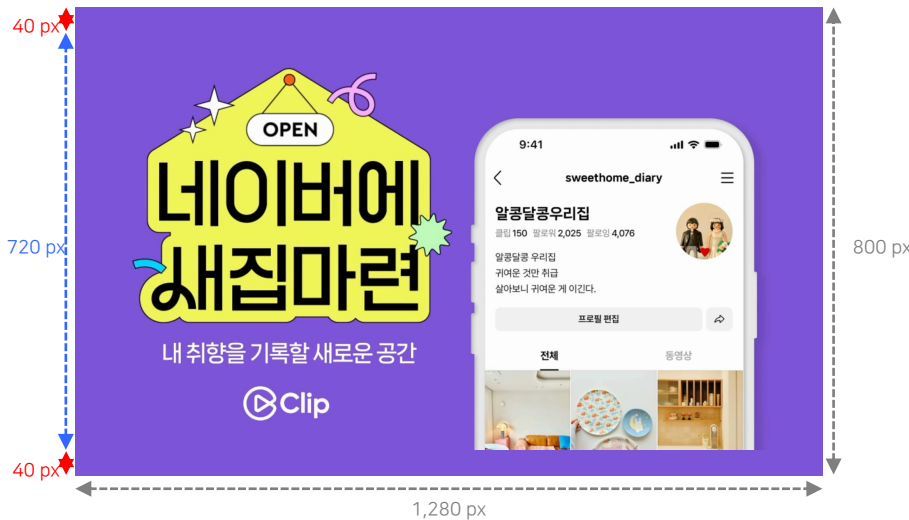 40 px
720 px
40 px
OPEN
네이버에
새집마련
내 취향을 기록할 새로운 공간
Clip
9:41
sweethome_diary
알콩달콩우리집
클립 150 팔로워 2,025 팔로잉 4,076
알콩달콩 우리집
귀여운 것만 취급
살아보니 귀여운 게 이긴다.
프로필 편집
전체 동영상
800 px
1,280 px